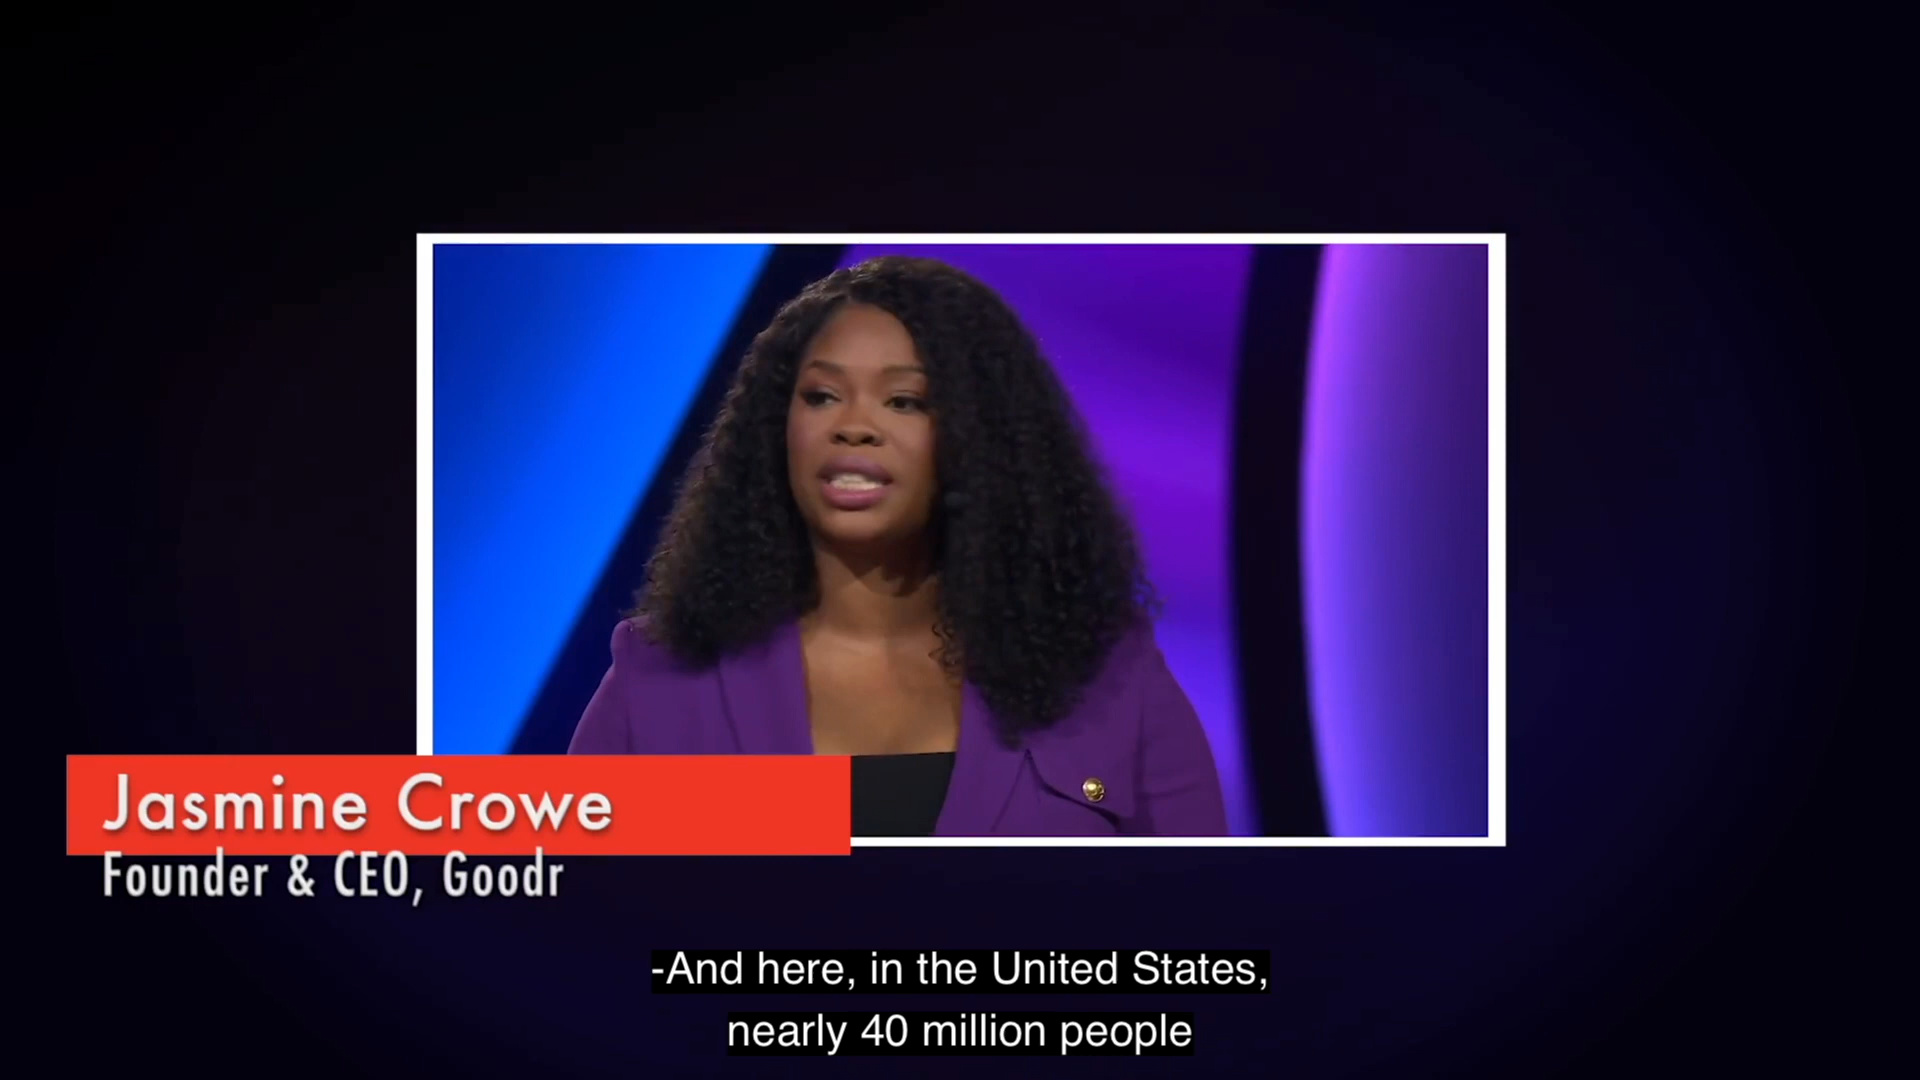 Jasmine Crowe
Founder & CEO, Goodr
-And here, in the United States,
nearly 40 million people